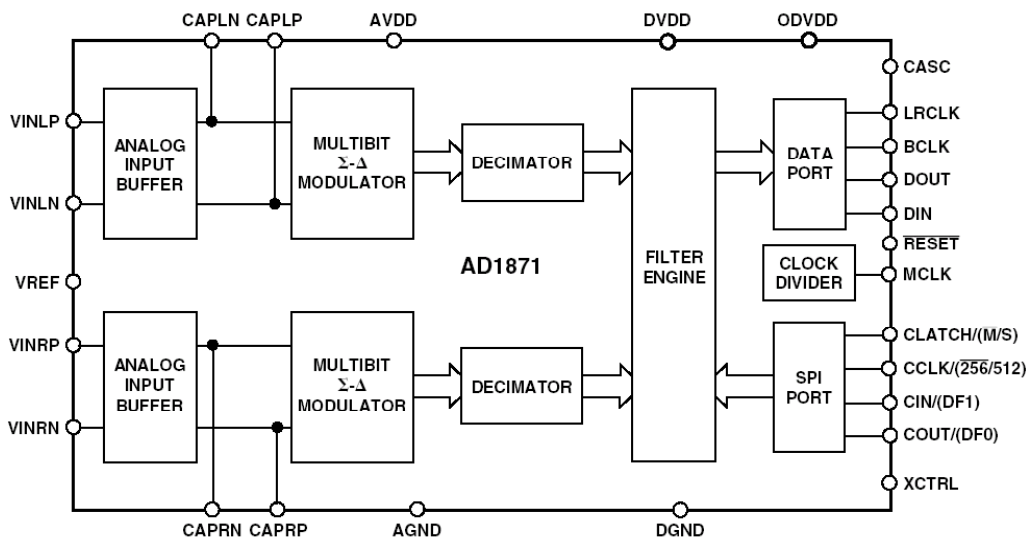 CAPLN CAPLP AVDD DVDD ODVDD
CASC
VINLP
ANALOG
INPUT
BUFFER
MULTIBIT
Σ-Δ
MODULATOR
DECIMATOR
DATA
PORT
LRCLK
BCLK
DOUT
DIN
VINLN
RESET
VREF
AD1871
FILTER
ENGINE
CLOCK
DIVIDER
MCLK
VINRP
ANALOG
INPUT
BUFFER
MULTIBIT
Σ-Δ
MODULATOR
DECIMATOR
SPI
PORT
CLATCH/(M/S)
CCLK/(256/512)
CIN/(DF1)
COUT/(DF0)
VINRN
XCTRL
CAPRN CAPRP AGND DGND